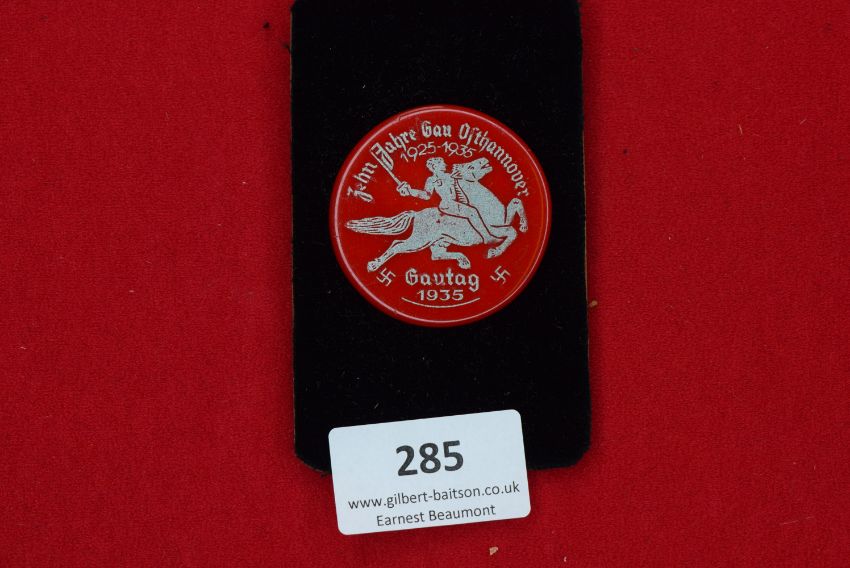 Zehn Jahre Gau Osthannover
1925-1935
Gautag
1935
285
www.gilbert-baitson.co.uk
Earnest Beaumont